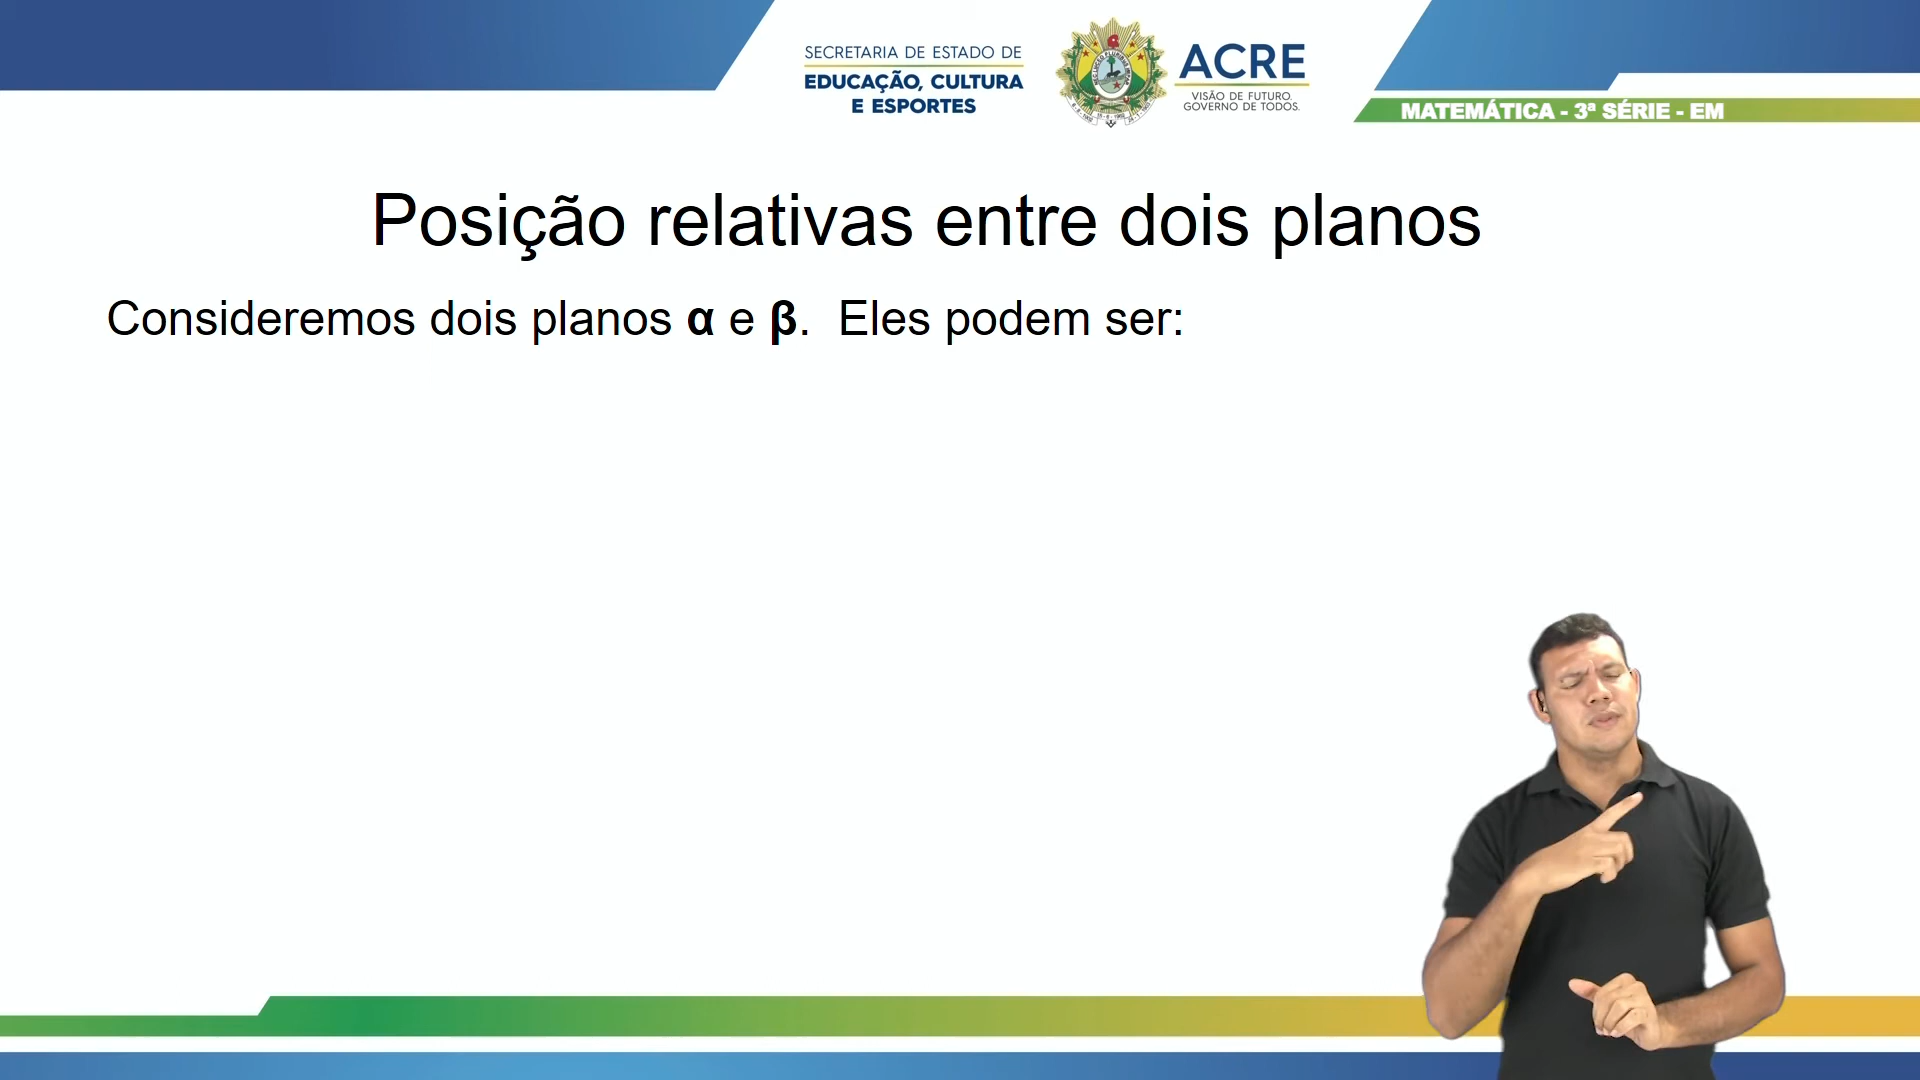 SECRETARIA DE ESTADO DE
EDUCAÇÃO, CULTURA
E ESPORTES
ACRE
VISÃO DE FUTURO.
GOVERNO DE TODOS.
MATEMÁTICA - 3ª SÉRIE - EM
Posição relativas entre dois planos
Consideremos dois planos α e β. Eles podem ser: